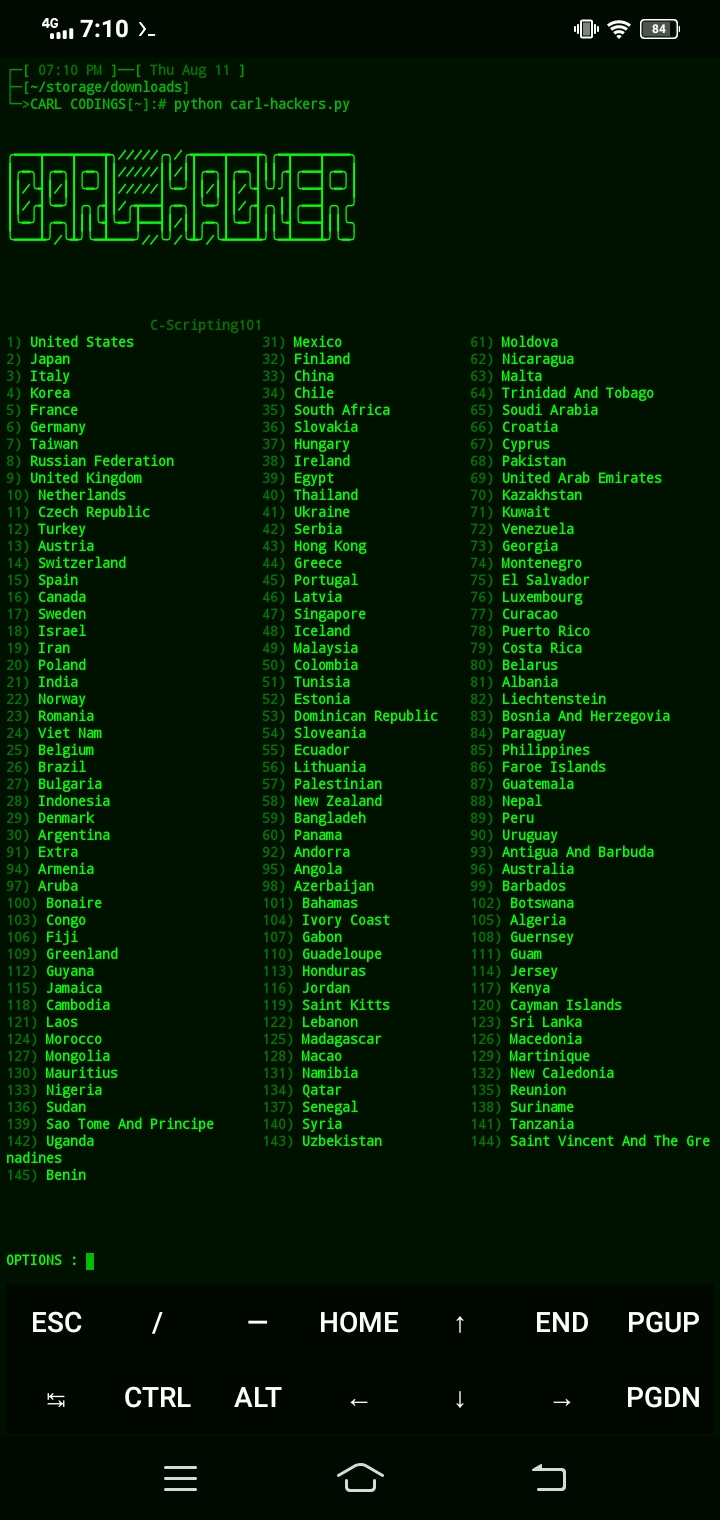 4G 7:10 84
[ 07:10 PM ]—[ Thu Aug 11 ]
[~/storage/downloads]
CARL CODINGS[~]:# python carl-hackers.py
C-Scripting101
1) United States 31) Mexico 61) Moldova
2) Japan 32) Finland 62) Nicaragua
3) Italy 33) China 63) Malta
4) Korea 34) Chile 64) Trinidad And Tobago
5) France 35) South Africa 65) Soudi Arabia
6) Germany 36) Slovakia 66) Croatia
7) Taiwan 37) Hungary 67) Cyprus
8) Russian Federation 38) Ireland 68) Pakistan
9) United Kingdom 39) Egypt 69) United Arab Emirates
10) Netherlands 40) Thailand 70) Kazakhstan
11) Czech Republic 41) Ukraine 71) Kuwait
12) Turkey 42) Serbia 72) Venezuela
13) Austria 43) Hong Kong 73) Georgia
14) Switzerland 44) Greece 74) Montenegro
15) Spain 45) Portugal 75) El Salvador
16) Canada 46) Latvia 76) Luxembourg
17) Sweden 47) Singapore 77) Curacao
18) Israel 48) Iceland 78) Puerto Rico
19) Iran 49) Malaysia 79) Costa Rica
20) Poland 50) Colombia 80) Belarus
21) India 51) Tunisia 81) Albania
22) Norway 52) Estonia 82) Liechtenstein
23) Romania 53) Dominican Republic 83) Bosnia And Herzegovia
24) Viet Nam 54) Sloveania 84) Paraguay
25) Belgium 55) Ecuador 85) Philippines
26) Brazil 56) Lithuania 86) Faroe Islands
27) Bulgaria 57) Palestinian 87) Guatemala
28) Indonesia 58) New Zealand 88) Nepal
29) Denmark 59) Bangladeh 89) Peru
30) Argentina 60) Panama 90) Uruguay
91) Extra 92) Andorra 93) Antigua And Barbuda
94) Armenia 95) Angola 96) Australia
97) Aruba 98) Azerbaijan 99) Barbados
100) Bonaire 101) Bahamas 102) Botswana
103) Congo 104) Ivory Coast 105) Algeria
106) Fiji 107) Gabon 108) Guernsey
109) Greenland 110) Guadeloupe 111) Guam
112) Guyana 113) Honduras 114) Jersey
115) Jamaica 116) Jordan 117) Kenya
118) Cambodia 119) Saint Kitts 120) Cayman Islands
121) Laos 122) Lebanon 123) Sri Lanka
124) Morocco 125) Madagascar 126) Macedonia
127) Mongolia 128) Macao 129) Martinique
130) Mauritius 131) Namibia 132) New Caledonia
133) Nigeria 134) Qatar 135) Reunion
136) Sudan 137) Senegal 138) Suriname
139) Sao Tome And Principe 140) Syria 141) Tanzania
142) Uganda 143) Uzbekistan 144) Saint Vincent And The Gre
nadines
145) Benin
OPTIONS :
ESC / — HOME ↑ END PGUP
↹ CTRL ALT ← ↓ → PGDN